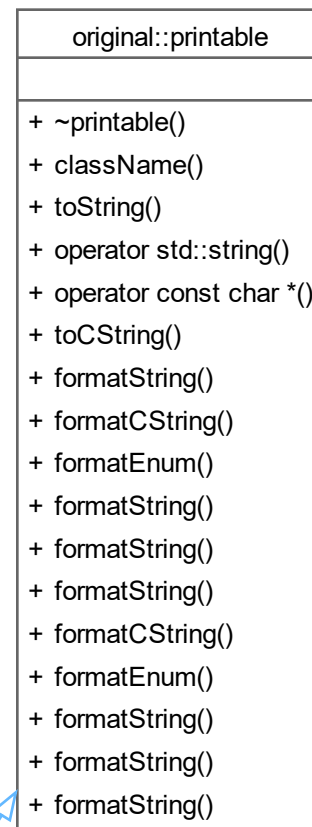 original::printable
+ ~printable()
+ className()
+ toString()
+ operator std::string()
+ operator const char *()
+ toCString()
+ formatString()
+ formatCString()
+ formatEnum()
+ formatString()
+ formatString()
+ formatString()
+ formatCString()
+ formatEnum()
+ formatString()
+ formatString()
+ formatString()